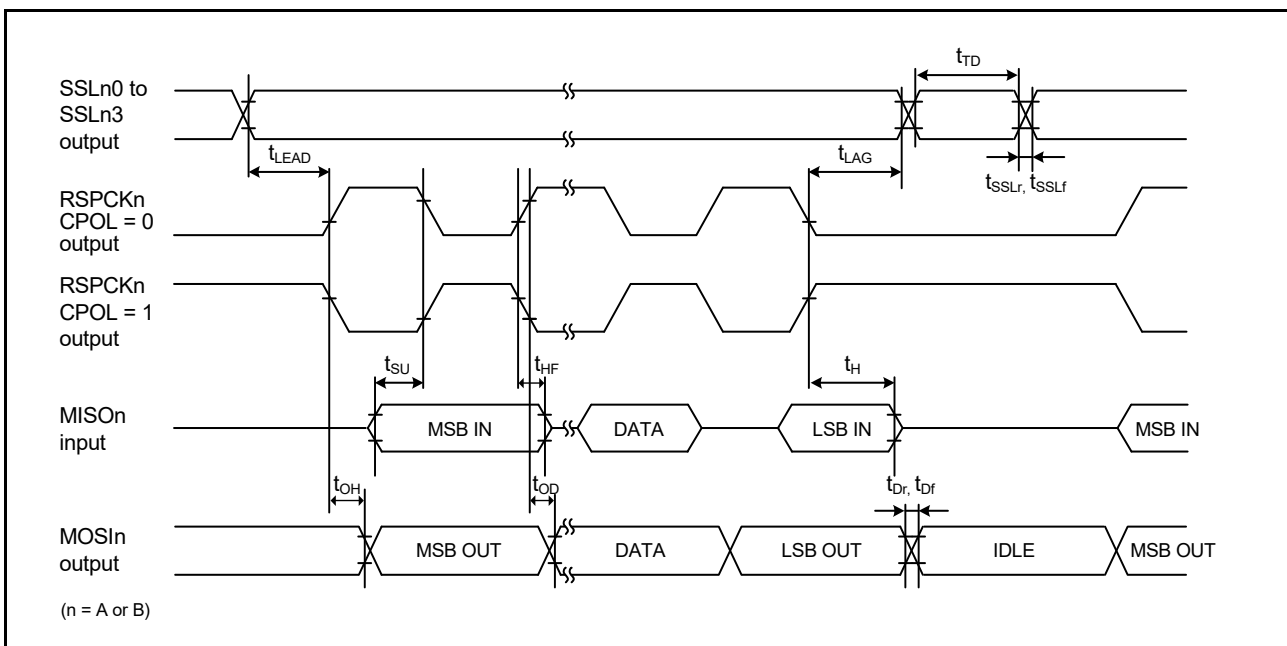 t_TD
SSLn0 to
SSLn3
output
t_LEAD
t_LAG
t_SSLr, t_SSLf
RSPCKn
CPOL = 0
output
RSPCKn
CPOL = 1
output
t_SU
t_HF
t_H
MISOn
input
MSB IN
DATA
LSB IN
MSB IN
t_OH
t_OD
t_Dr, t_Df
MOSIn
output
MSB OUT
DATA
LSB OUT
IDLE
MSB OUT
(n = A or B)